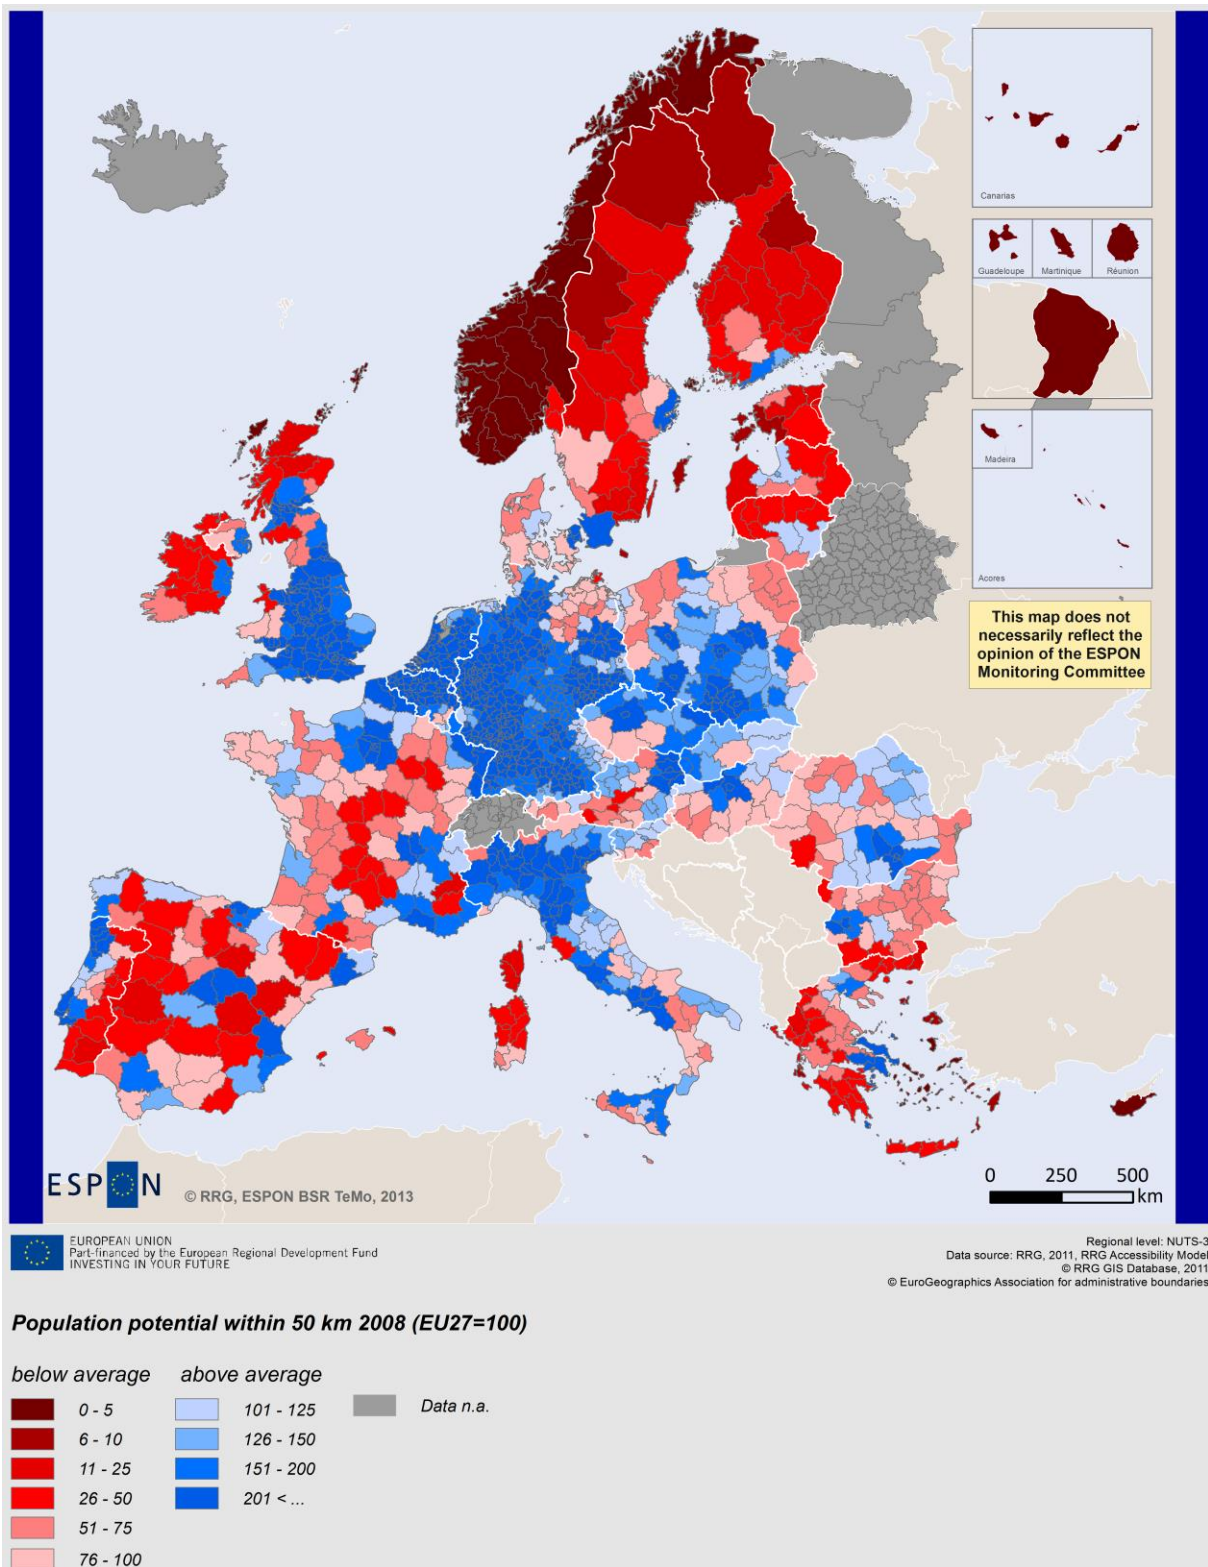 Canarias
Guadeloupe
Martinique
Réunion
Madeira
Acores
This map does not
necessarily reflect the
opinion of the ESPON
Monitoring Committee
ESPON
© RRG, ESPON BSR TeMo, 2013
0 250 500
km
EUROPEAN UNION
Part-financed by the European Regional Development Fund
INVESTING IN YOUR FUTURE
Regional level: NUTS-3
Data source: RRG, 2011, RRG Accessibility Model
© RRG GIS Database, 2011
© EuroGeographics Association for administrative boundaries
Population potential within 50 km 2008 (EU27=100)
below average above average
0 - 5 101 - 125 Data n.a.
6 - 10 126 - 150
11 - 25 151 - 200
26 - 50 201 < ...
51 - 75
76 - 100